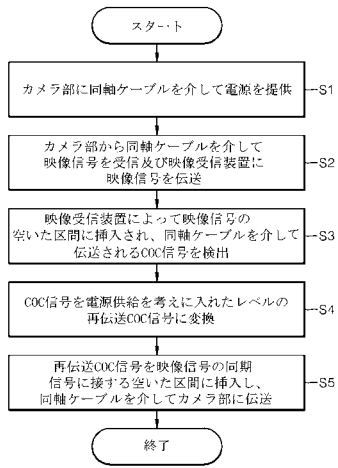 スタート
カメラ部に同軸ケーブルを介して電源を提供
S1
カメラ部から同軸ケーブルを介して
映像信号を受信及び映像受信装置に
映像信号を伝送
S2
映像受信装置によって映像信号の
空いた区間に挿入され、同軸ケーブルを介して
伝送されるCOC信号を検出
S3
COC信号を電源供給を考えに入れたレベルの
再伝送COC信号に変換
S4
再伝送COC信号を映像信号の同期
信号に接する空いた区間に挿入し、
同軸ケーブルを介してカメラ部に伝送
S5
終了